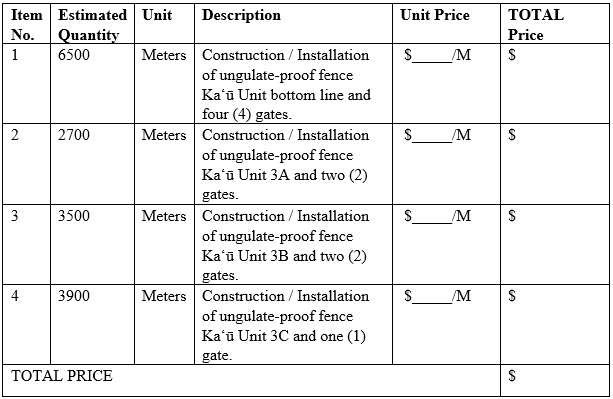 Item Estimated Unit Description Unit Price TOTAL
No. Quantity Price
1 6500 Meters Construction / Installation $_____/M $
of ungulate-proof fence
Kaʻū Unit bottom line and
four (4) gates.
2 2700 Meters Construction / Installation $_____/M $
of ungulate-proof fence
Kaʻū Unit 3A and two (2)
gates.
3 3500 Meters Construction / Installation $_____/M $
of ungulate-proof fence
Kaʻū Unit 3B and two (2)
gates.
4 3900 Meters Construction / Installation $_____/M $
of ungulate-proof fence
Kaʻū Unit 3C and one (1)
gate.
TOTAL PRICE $